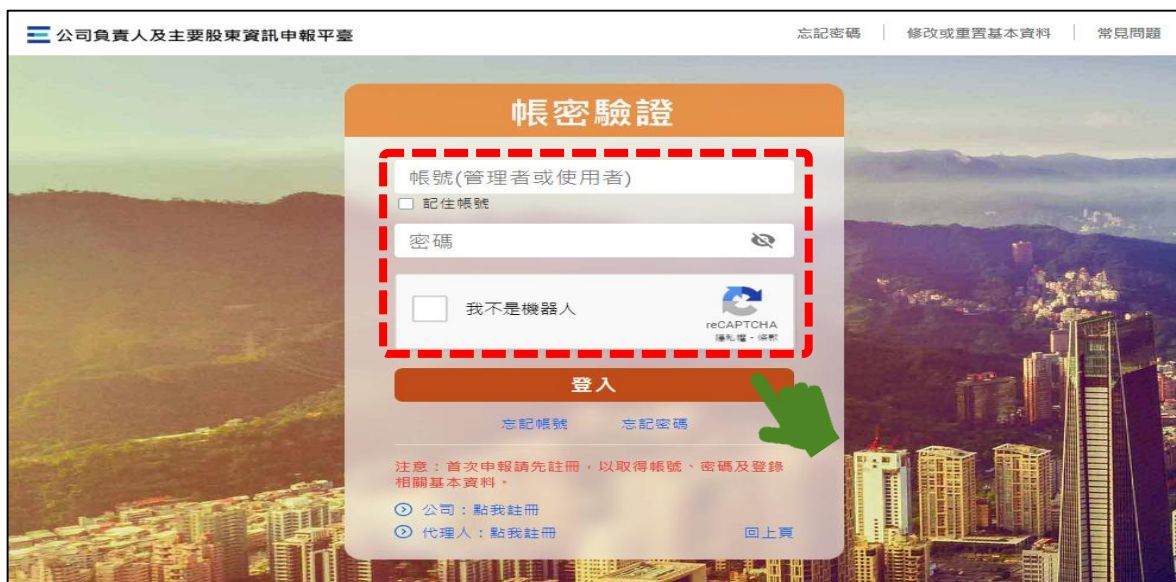 公司負責人及主要股東資訊申報平臺
忘記密碼
修改或重置基本資料
常見問題
帳密驗證
帳號(管理者或使用者)
記住帳號
密碼
我不是機器人
reCAPTCHA
隱私權 - 條款
登入
忘記帳號
忘記密碼
注意：首次申報請先註冊，以取得帳號、密碼及登錄
相關基本資料。
公司：點我註冊
代理人：點我註冊
回上頁